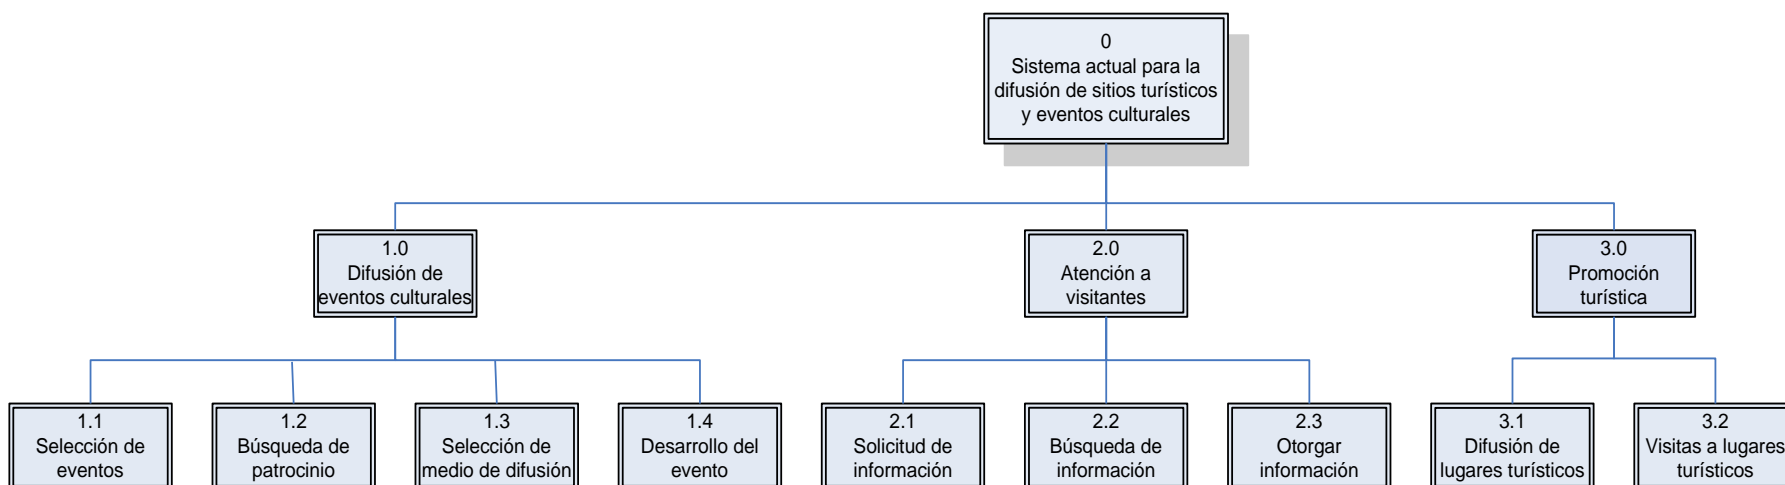 0
Sistema actual para la
difusión de sitios turísticos
y eventos culturales
1.0
Difusión de
eventos culturales
2.0
Atención a
visitantes
3.0
Promoción
turística
1.1
Selección de
eventos
1.2
Búsqueda de
patrocinio
1.3
Selección de
medio de difusión
1.4
Desarrollo del
evento
2.1
Solicitud de
información
2.2
Búsqueda de
información
2.3
Otorgar
información
3.1
Difusión de
lugares turísticos
3.2
Visitas a lugares
turísticos